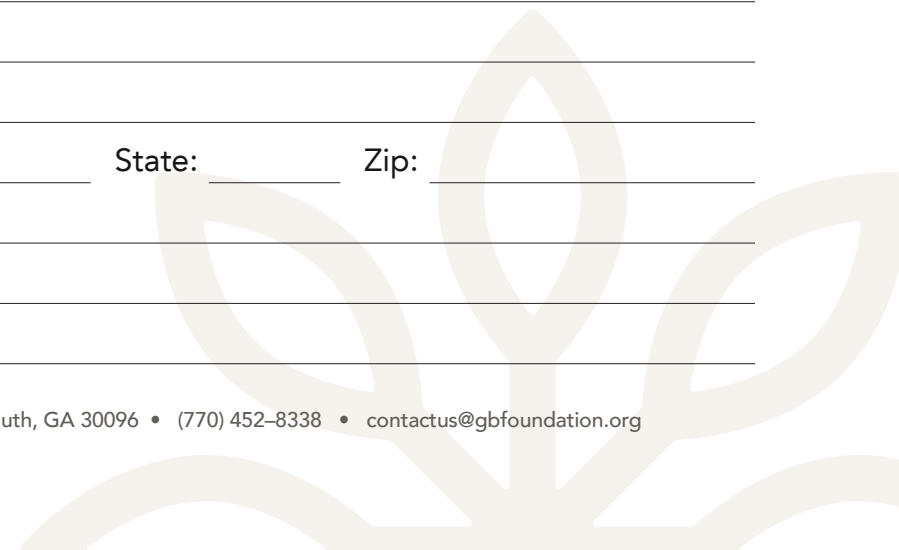 State: Zip:
uth, GA 30096 • (770) 452–8338 • contactus@gbfoundation.org